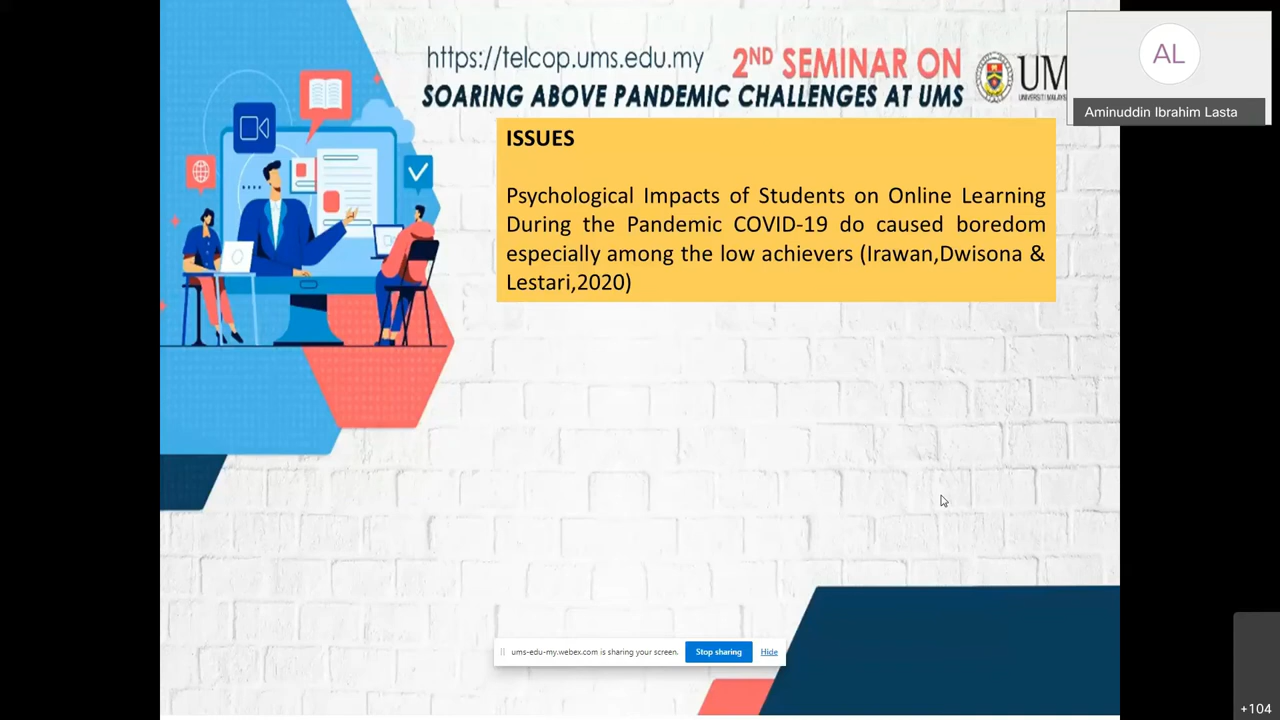 https://telcop.ums.edu.my
2ND SEMINAR ON
SOARING ABOVE PANDEMIC CHALLENGES AT UMS
UM
AL
Aminuddin Ibrahim Lasta
ISSUES
Psychological Impacts of Students on Online Learning
During the Pandemic COVID-19 do caused boredom
especially among the low achievers (Irawan,Dwisona &
Lestari,2020)
ums-edu-my.webex.com is sharing your screen.
Stop sharing
Hide
+104